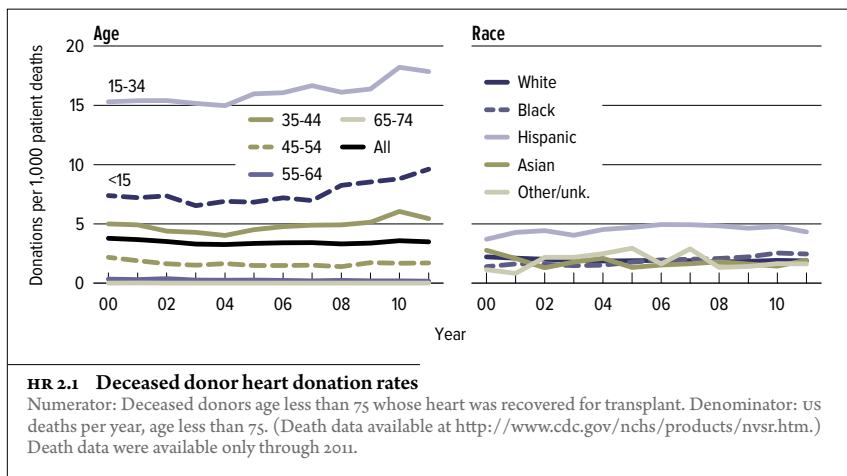 Age
Donations per 1,000 patient deaths
20
15
10
5
0
15-34
<15
35-44
45-54
55-64
65-74
All
00
02
04
06
08
10
Race
White
Black
Hispanic
Asian
Other/unk.
00
02
04
06
08
10
Year
HR 2.1 Deceased donor heart donation rates
Numerator: Deceased donors age less than 75 whose heart was recovered for transplant. Denominator: US
deaths per year, age less than 75. (Death data available at http://www.cdc.gov/nchs/products/nvsr.htm.)
Death data were available only through 2011.